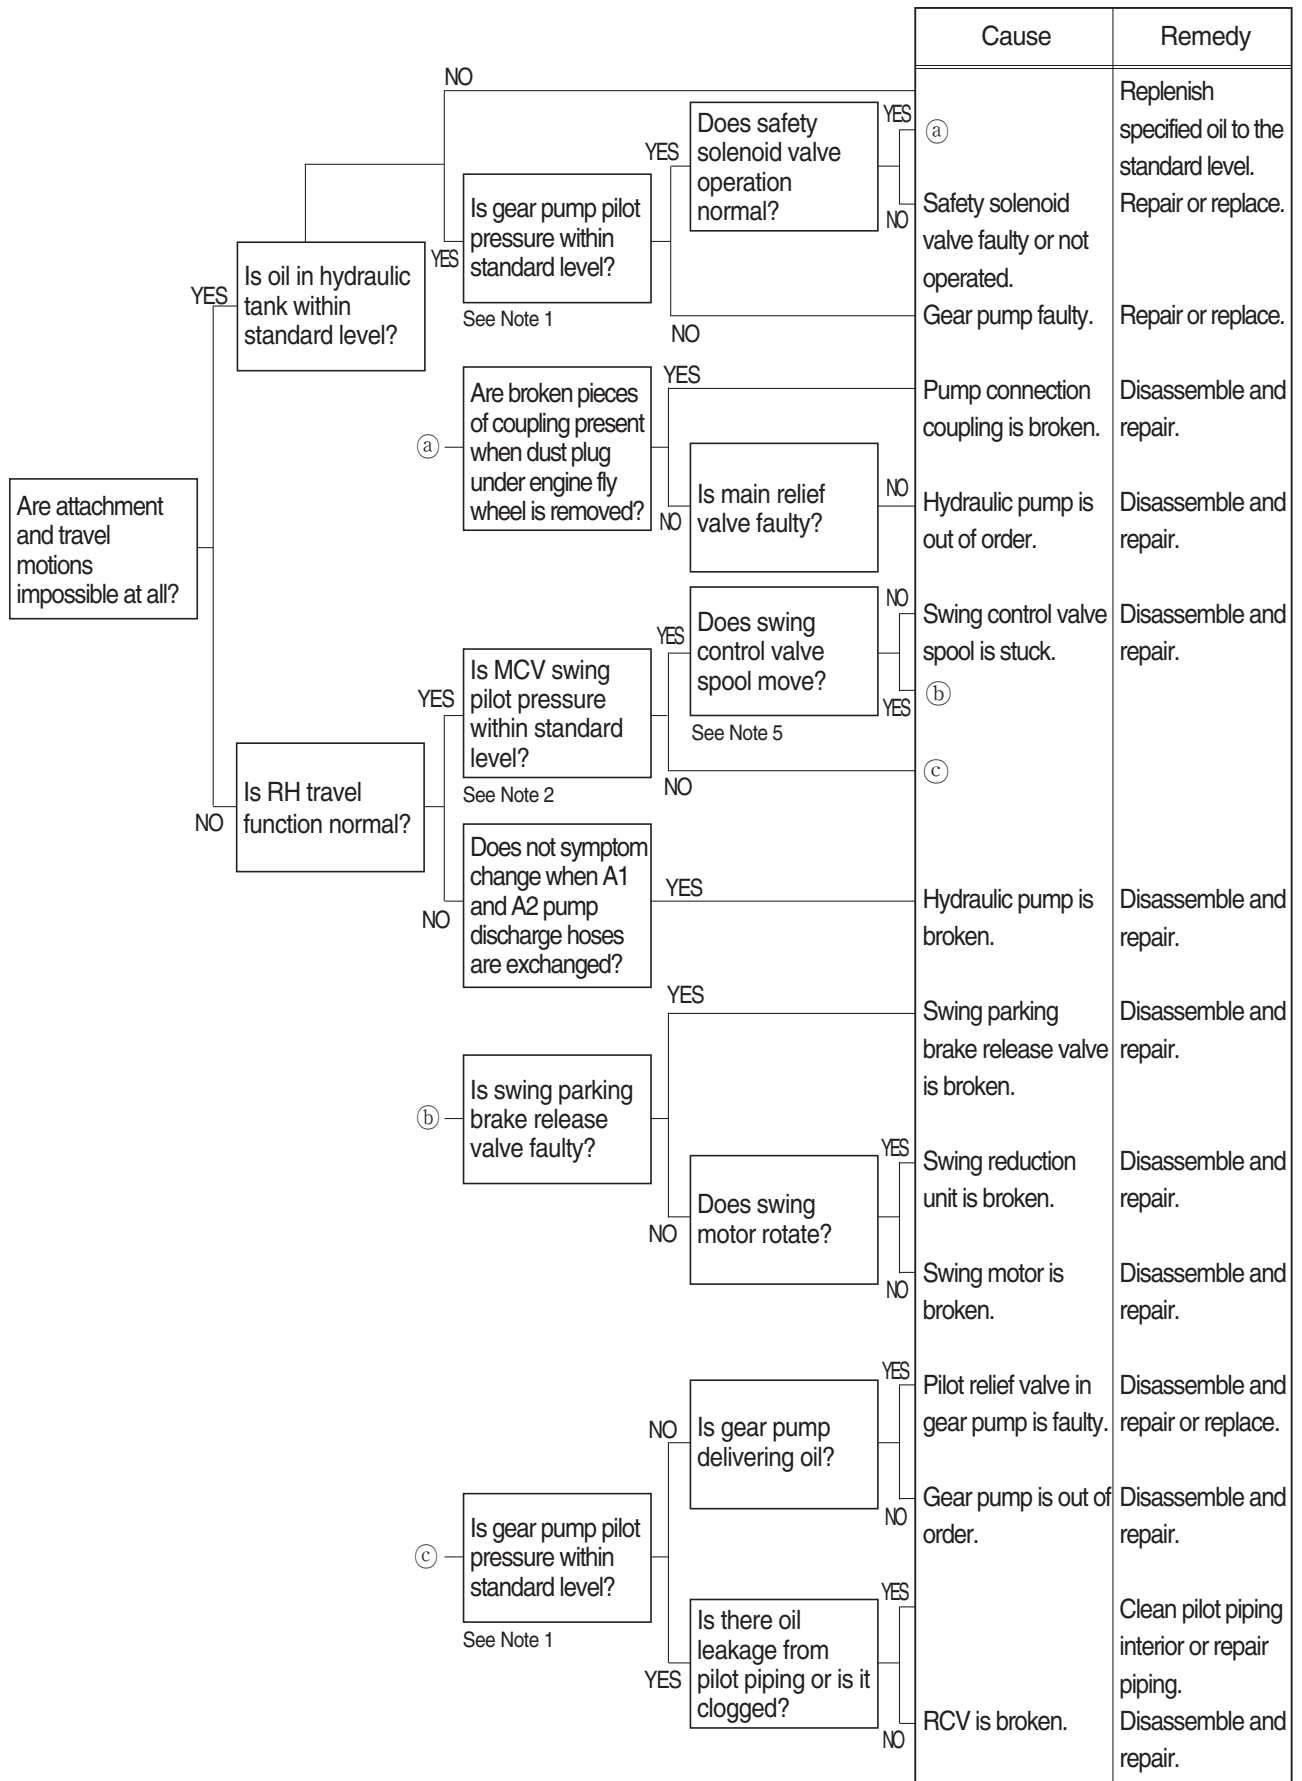 Cause
Remedy
NO
Replenish
specified oil to the
standard level.
YES
Does safety
solenoid valve
operation
normal?
YES
ⓐ
NO
Safety solenoid
valve faulty or not
operated.
Repair or replace.
YES
Is gear pump pilot
pressure within
standard level?
See Note 1
NO
Gear pump faulty.
Repair or replace.
YES
Is oil in hydraulic
tank within
standard level?
ⓐ
Are broken pieces
of coupling present
when dust plug
under engine fly
wheel is removed?
YES
Pump connection
coupling is broken.
Disassemble and
repair.
NO
Is main relief
valve faulty?
NO
Hydraulic pump is
out of order.
Disassemble and
repair.
Are attachment
and travel
motions
impossible at all?
YES
Does swing
control valve
spool move?
See Note 5
NO
Swing control valve
spool is stuck.
Disassemble and
repair.
YES
ⓑ
YES
Is MCV swing
pilot pressure
within standard
level?
See Note 2
NO
ⓒ
NO
Is RH travel
function normal?
NO
Does not symptom
change when A1
and A2 pump
discharge hoses
are exchanged?
YES
Hydraulic pump is
broken.
Disassemble and
repair.
ⓑ
Is swing parking
brake release
valve faulty?
YES
Swing parking
brake release valve
is broken.
Disassemble and
repair.
NO
Does swing
motor rotate?
YES
Swing reduction
unit is broken.
Disassemble and
repair.
NO
Swing motor is
broken.
Disassemble and
repair.
ⓒ
Is gear pump pilot
pressure within
standard level?
See Note 1
NO
Is gear pump
delivering oil?
YES
Pilot relief valve in
gear pump is faulty.
Disassemble and
repair or replace.
NO
Gear pump is out of
order.
Disassemble and
repair.
YES
Is there oil
leakage from
pilot piping or is it
clogged?
YES
Clean pilot piping
interior or repair
piping.
NO
RCV is broken.
Disassemble and
repair.